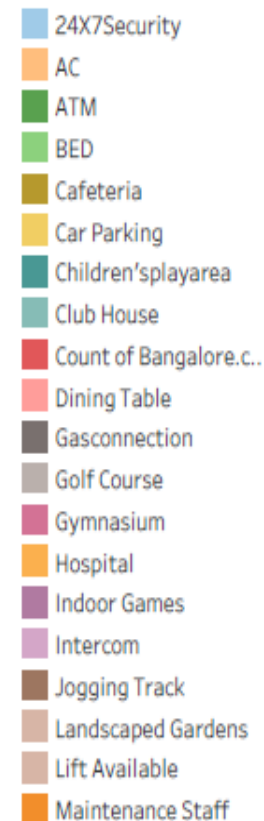 24X7Security
AC
ATM
BED
Cafeteria
Car Parking
Children'splayarea
Club House
Count of Bangalore.c..
Dining Table
Gasconnection
Golf Course
Gymnasium
Hospital
Indoor Games
Intercom
Jogging Track
Landscaped Gardens
Lift Available
Maintenance Staff